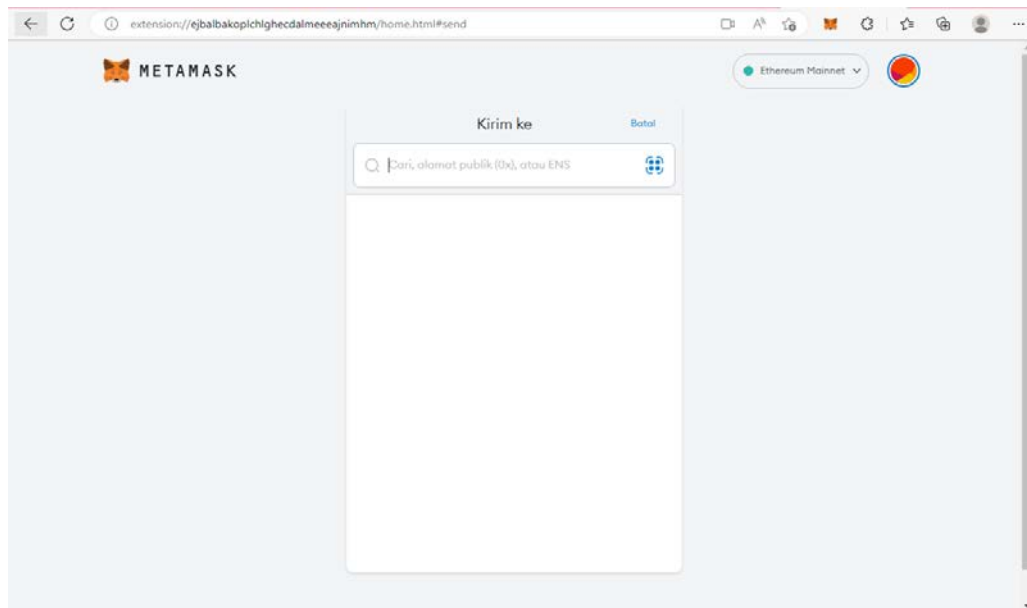 extension://ejbalbakoplchlghecdalmeeeajnimhm/home.html#send
METAMASK
Ethereum Mainnet
Kirim ke
Batal
Cari, alamat publik (0x), atau ENS